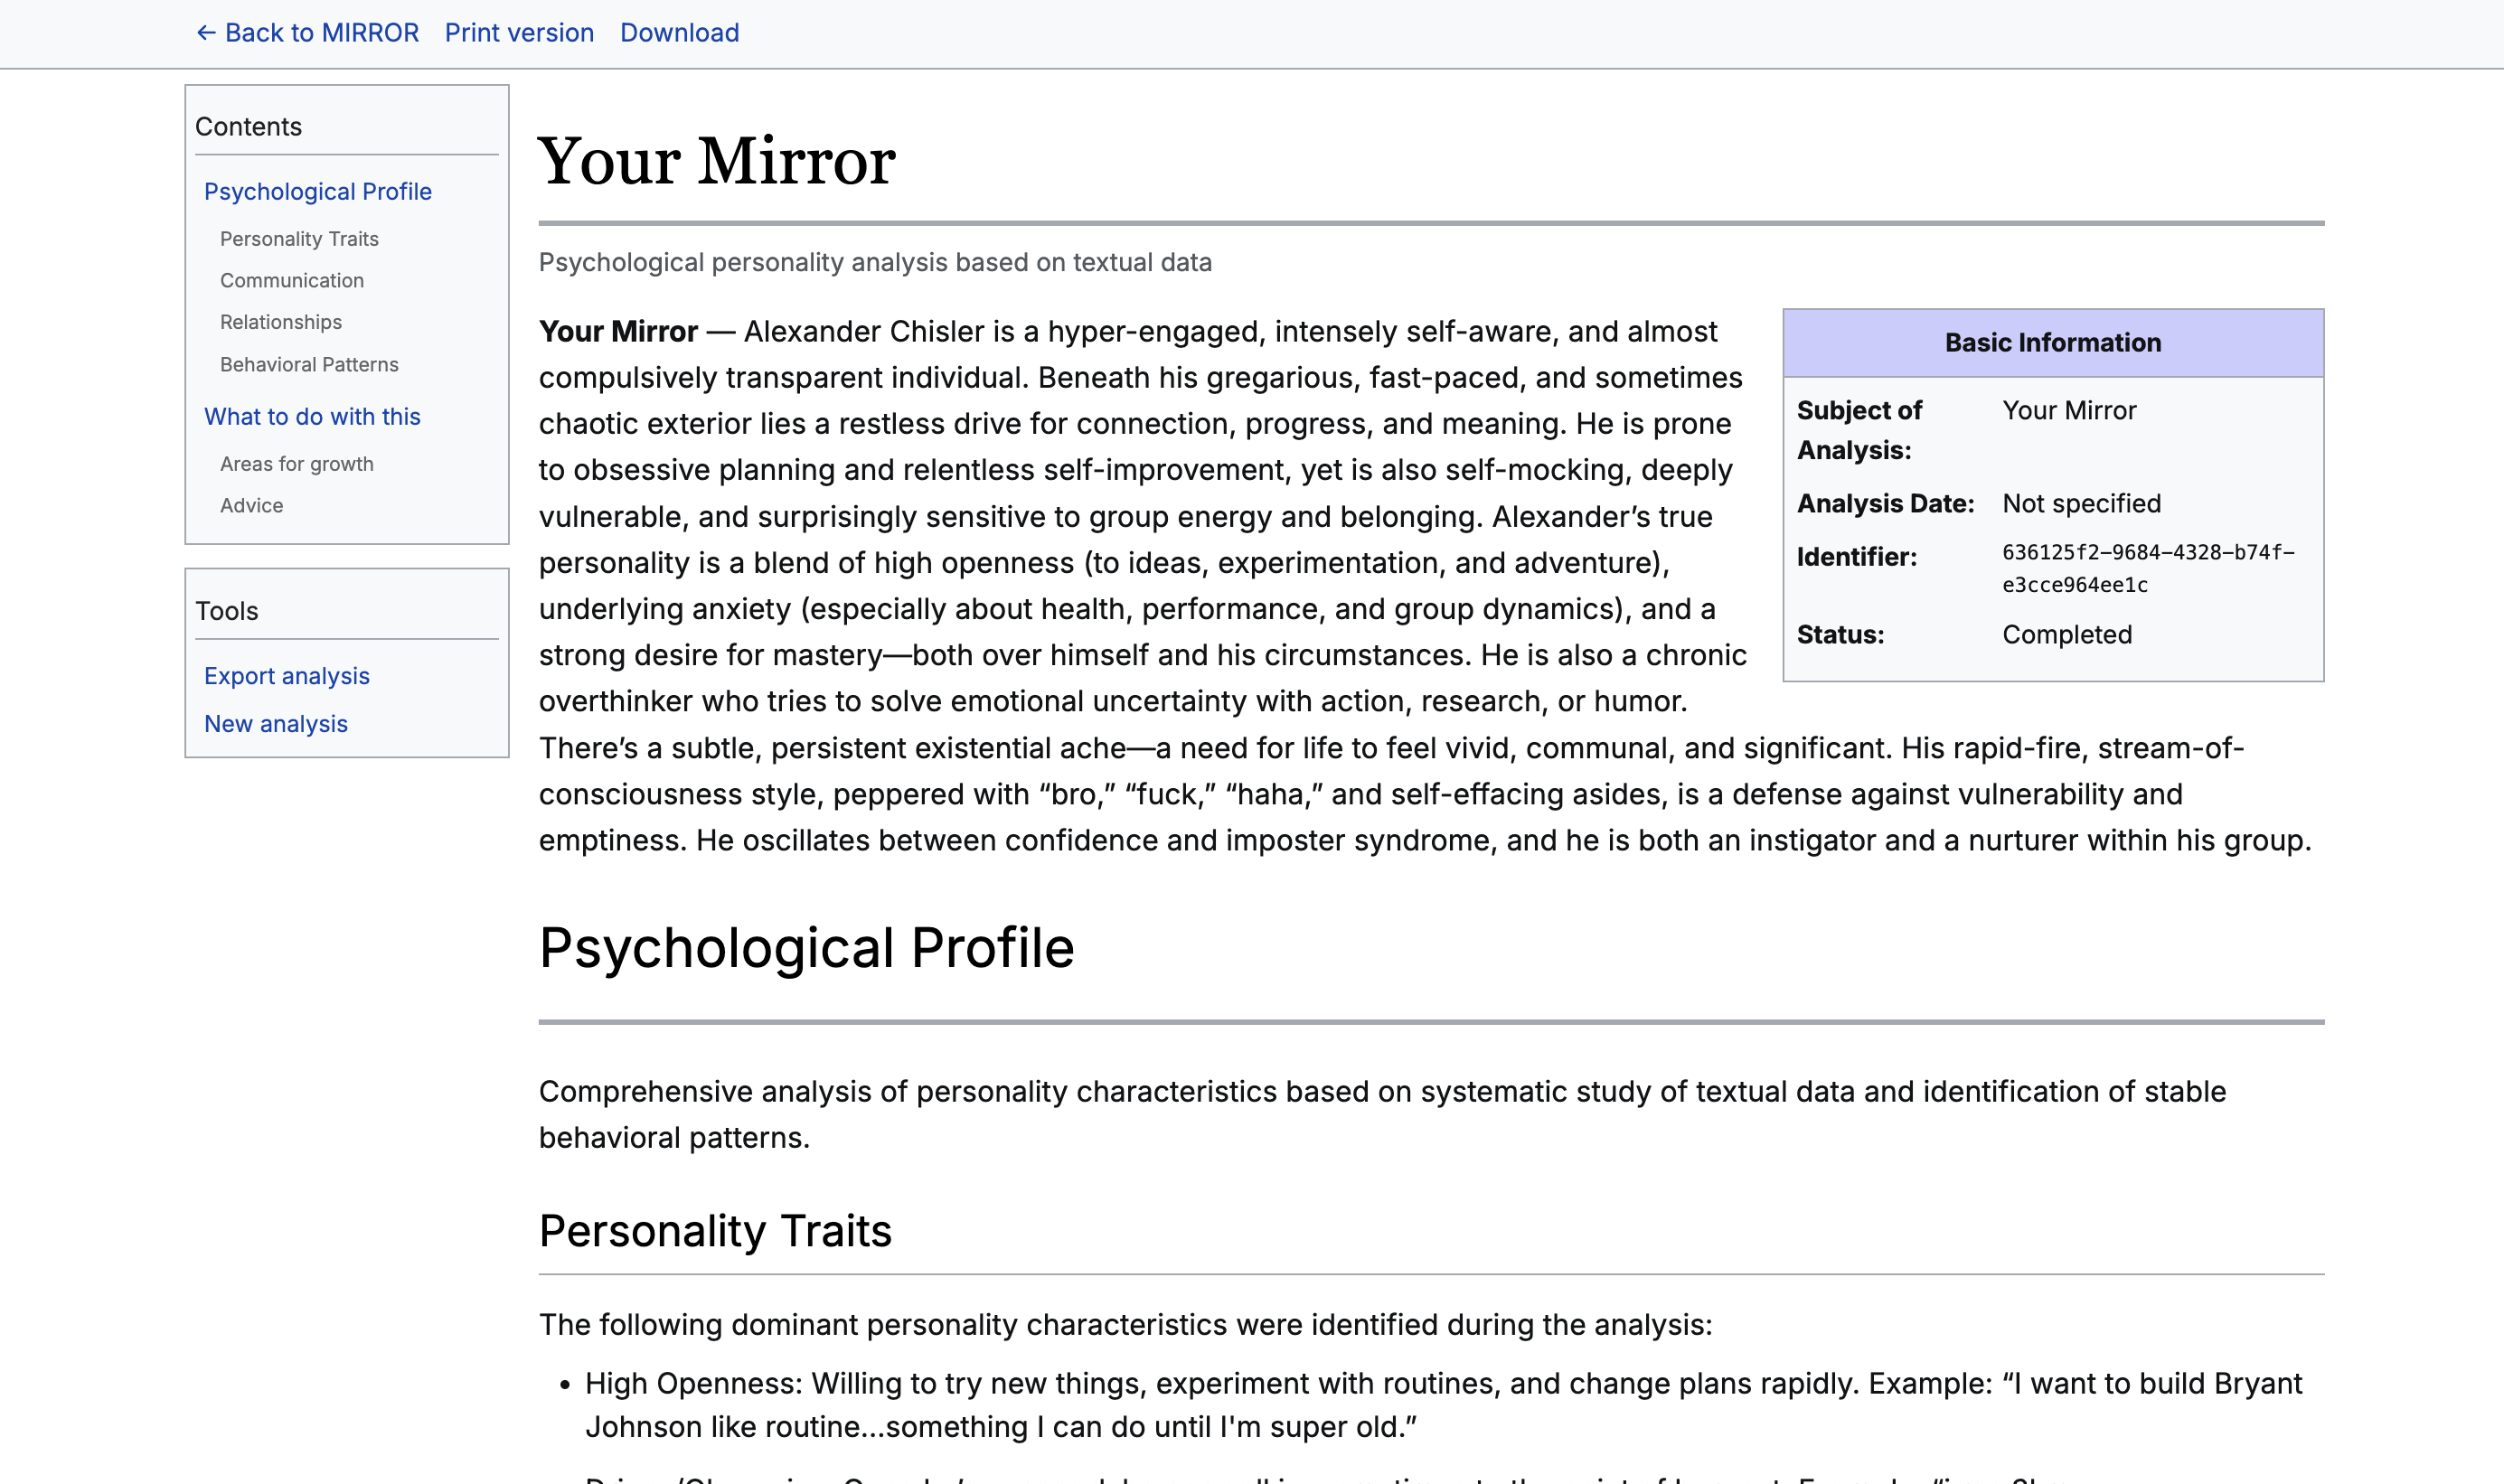 ← Back to MIRROR Print version Download
Contents
Psychological Profile
Personality Traits
Communication
Relationships
Behavioral Patterns
What to do with this
Areas for growth
Advice
Tools
Export analysis
New analysis
Your Mirror
Psychological personality analysis based on textual data
Your Mirror — Alexander Chisler is a hyper-engaged, intensely self-aware, and almost
compulsively transparent individual. Beneath his gregarious, fast-paced, and sometimes
chaotic exterior lies a restless drive for connection, progress, and meaning. He is prone
to obsessive planning and relentless self-improvement, yet is also self-mocking, deeply
vulnerable, and surprisingly sensitive to group energy and belonging. Alexander’s true
personality is a blend of high openness (to ideas, experimentation, and adventure),
underlying anxiety (especially about health, performance, and group dynamics), and a
strong desire for mastery—both over himself and his circumstances. He is also a chronic
overthinker who tries to solve emotional uncertainty with action, research, or humor.
There’s a subtle, persistent existential ache—a need for life to feel vivid, communal, and significant. His rapid-fire, stream-of-
consciousness style, peppered with “bro,” “fuck,” “haha,” and self-effacing asides, is a defense against vulnerability and
emptiness. He oscillates between confidence and imposter syndrome, and he is both an instigator and a nurturer within his group.
Basic Information
Subject of Your Mirror
Analysis:
Analysis Date: Not specified
Identifier: 636125f2-9684-4328-b74f-
e3cce964ee1c
Status: Completed
Psychological Profile
Comprehensive analysis of personality characteristics based on systematic study of textual data and identification of stable
behavioral patterns.
Personality Traits
The following dominant personality characteristics were identified during the analysis:
• High Openness: Willing to try new things, experiment with routines, and change plans rapidly. Example: “I want to build Bryant
Johnson like routine...something I can do until I'm super old.”